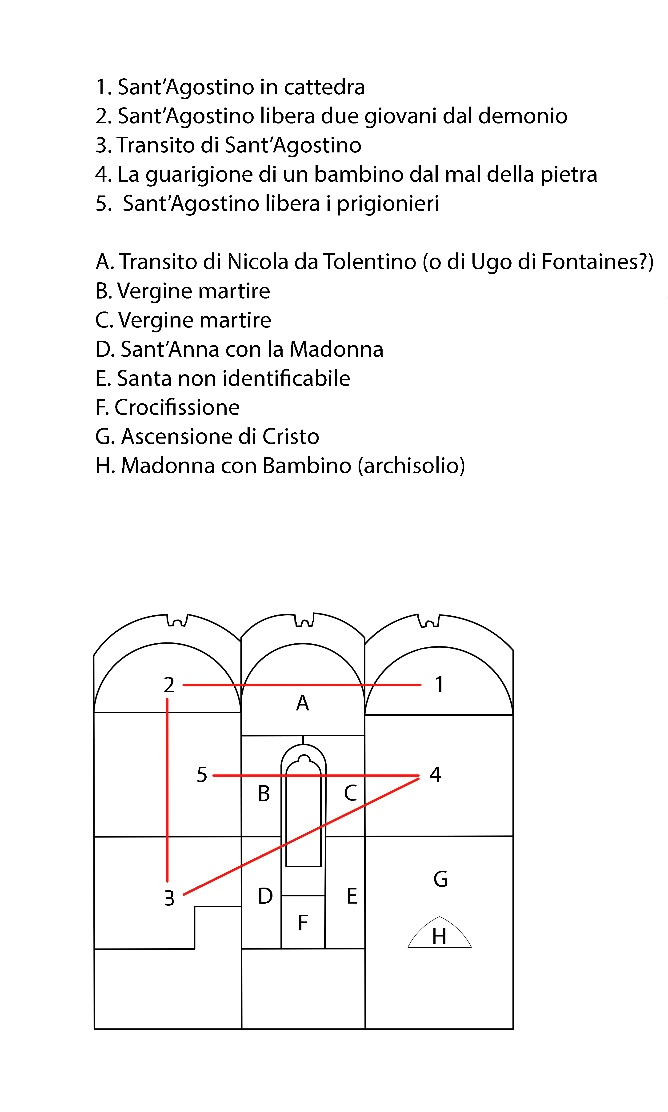 1. Sant'Agostino in cattedra
2. Sant'Agostino libera due giovani dal demonio
3. Transito di Sant'Agostino
4. La guarigione di un bambino dal mal della pietra
5. Sant'Agostino libera i prigionieri
A. Transito di Nicola da Tolentino (o di Ugo di Fontaines?)
B. Vergine martire
C. Vergine martire
D. Sant'Anna con la Madonna
E. Santa non identificabile
F. Crocifissione
G. Ascensione di Cristo
H. Madonna con Bambino (archisolio)
2
1
A
5
4
B
C
G
3
D
E
F
H